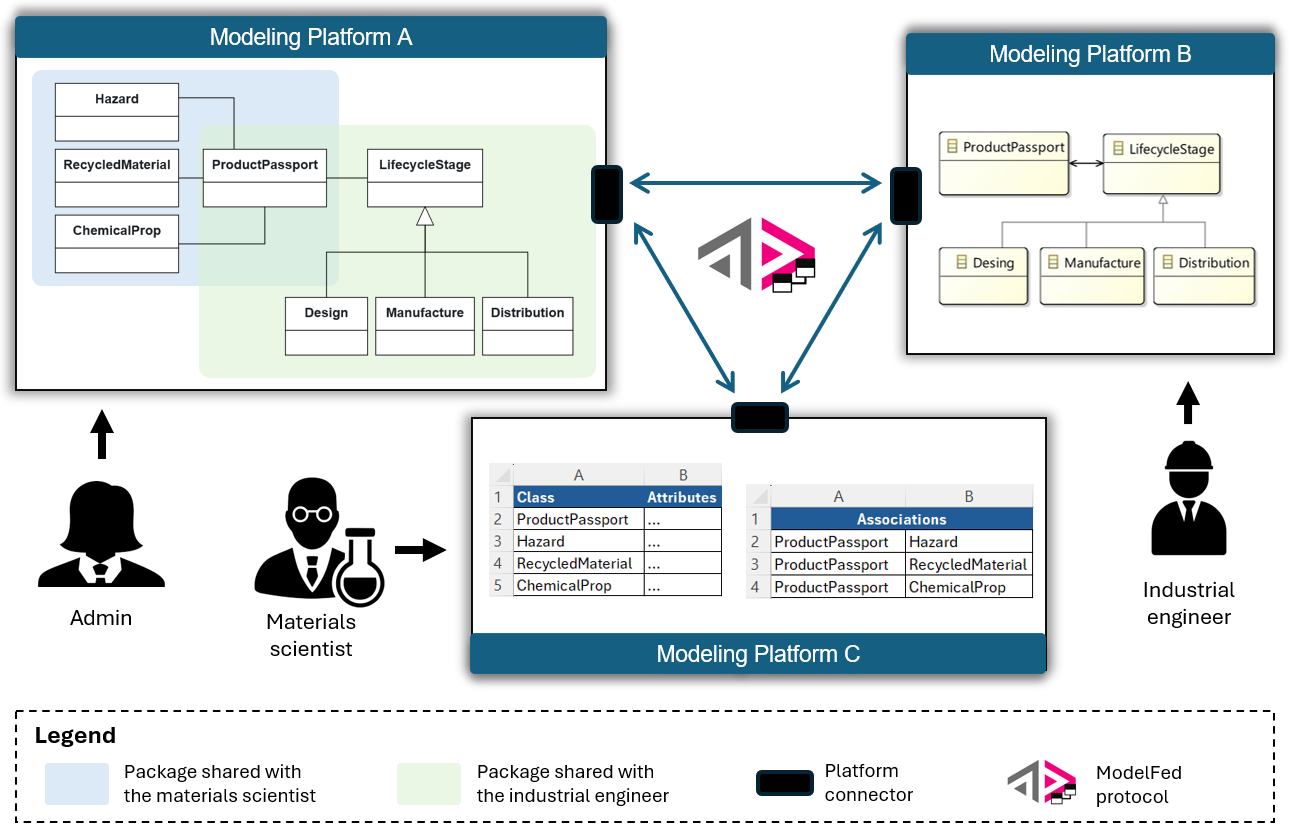 Modeling Platform A
Hazard
RecycledMaterial
ProductPassport
LifecycleStage
ChemicalProp
Design
Manufacture
Distribution
Modeling Platform B
ProductPassport
LifecycleStage
Desing
Manufacture
Distribution
Admin
Materials
scientist
A B
1 Class Attributes
2 ProductPassport ...
3 Hazard ...
4 RecycledMaterial ...
5 ChemicalProp ...
A B
1 Associations
2 ProductPassport Hazard
3 ProductPassport RecycledMaterial
4 ProductPassport ChemicalProp
Modeling Platform C
Industrial
engineer
Legend
Package shared with
the materials scientist
Package shared with
the industrial engineer
Platform
connector
ModelFed
protocol